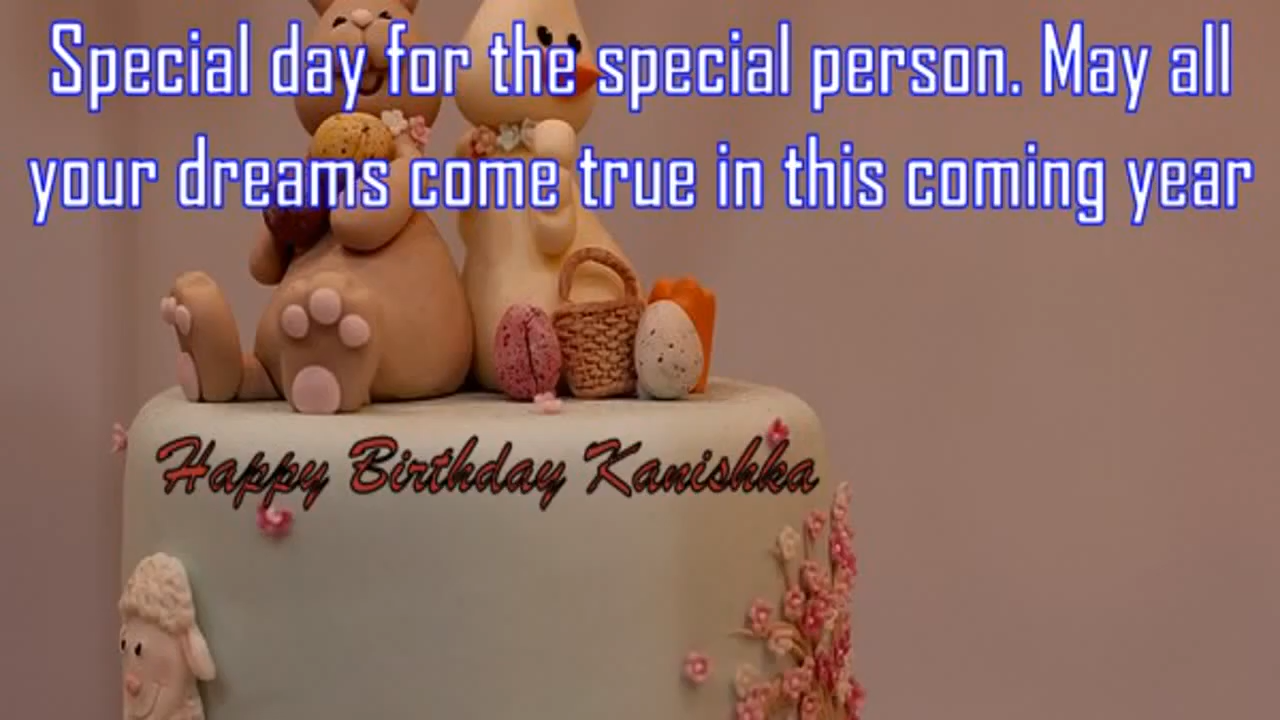 Special day for the special person. May all
your dreams come true in this coming year
Happy Birthday Kanishka